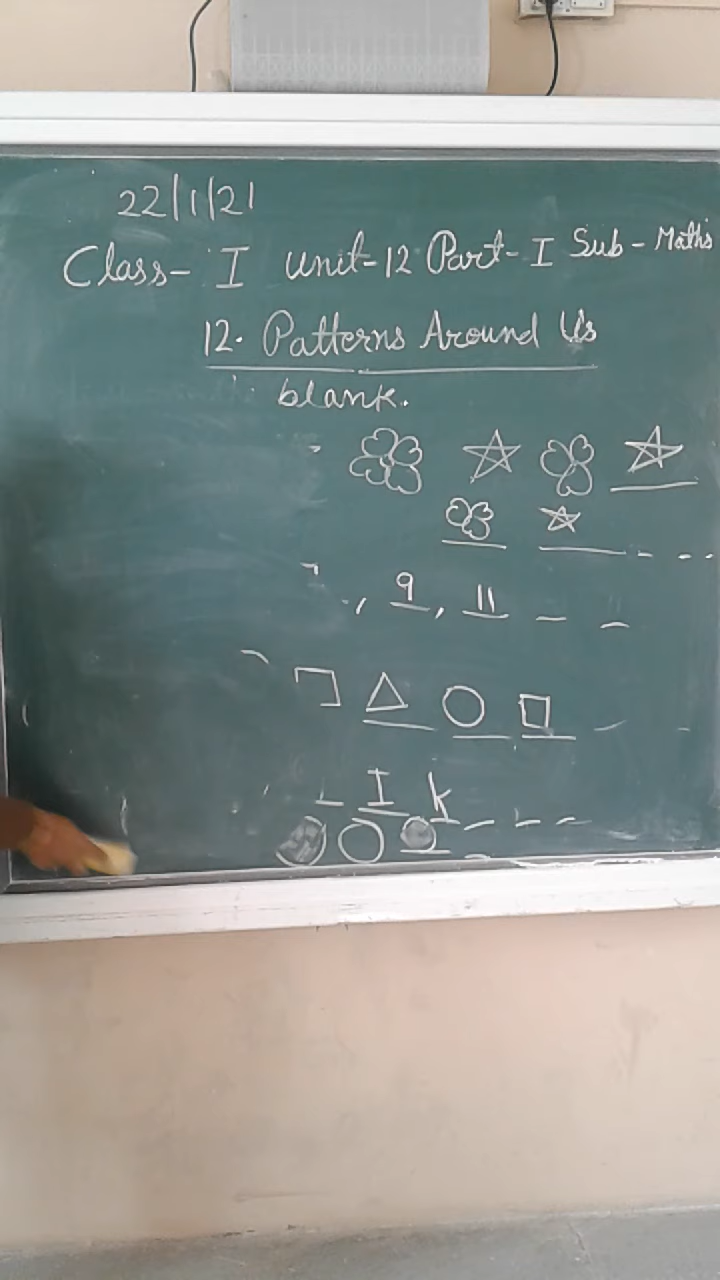 22/1/21
Class- I Unit-12 Part-I Sub-Maths
12. Patterns Around Us
blank.
, 9, 11
I k